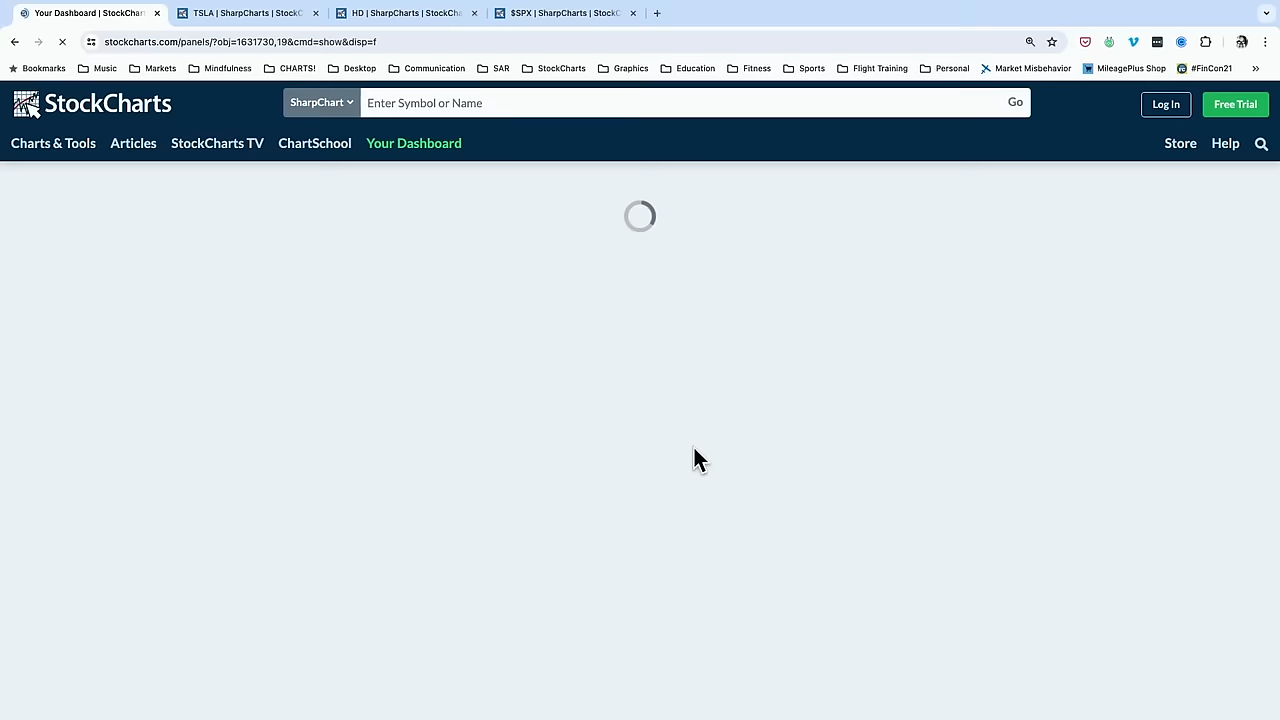 Your Dashboard | StockChar
TSLA | SharpCharts | StockC
HD | SharpCharts | StockCha
$SPX | SharpCharts | StockC
stockcharts.com/panels/?obj=1631730,19&cmd=show&disp=f
Bookmarks Music Markets Mindfulness CHARTS! Desktop Communication SAR StockCharts Graphics Education Fitness Sports Flight Training Personal Market Misbehavior MileagePlus Shop #FinCon21 »
StockCharts SharpChart Enter Symbol or Name Go Log In Free Trial
Charts & Tools Articles StockCharts TV ChartSchool Your Dashboard Store Help